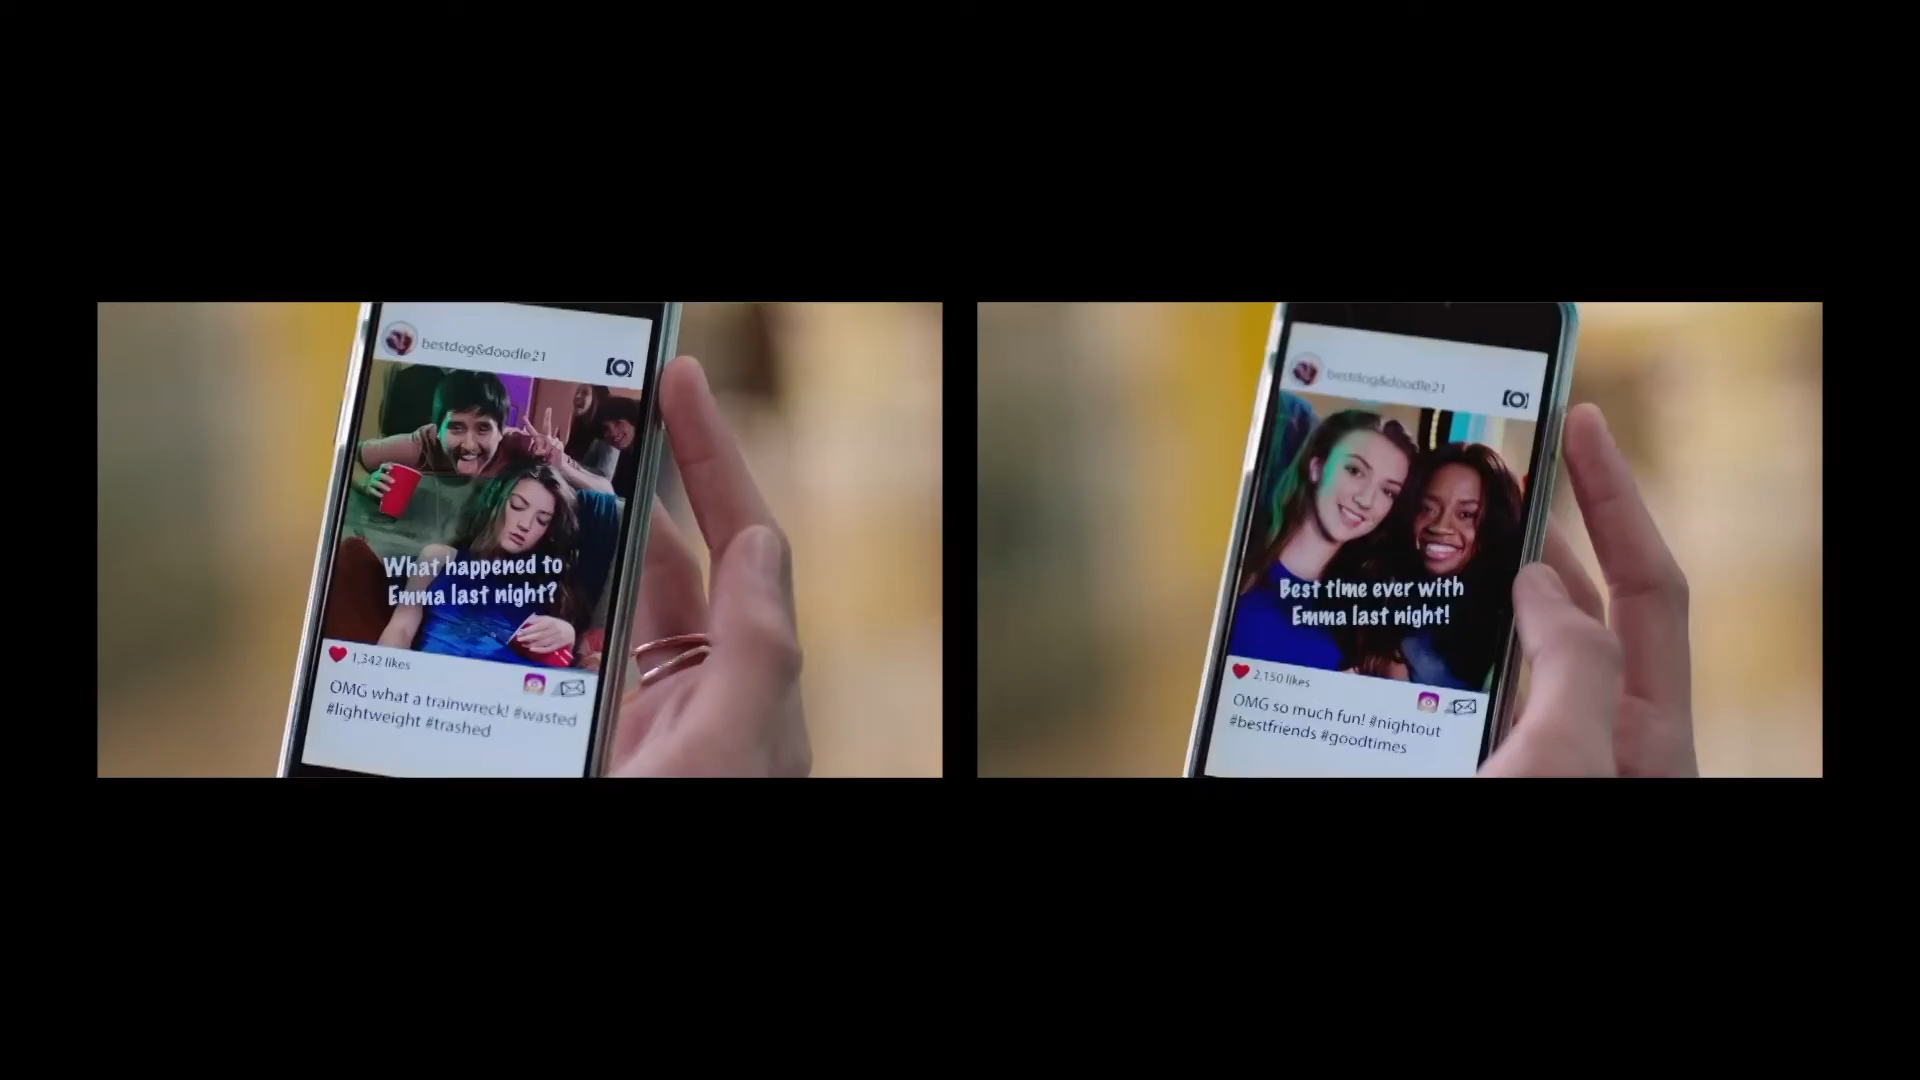 bestdog&doodle21
What happened to
Emma last night?
1,342 likes
OMG what a trainwreck! #wasted
#lightweight #trashed
bestdog&doodle21
Best time ever with
Emma last night!
2,150 likes
OMG so much fun! #nightout
#bestfriends #goodtimes